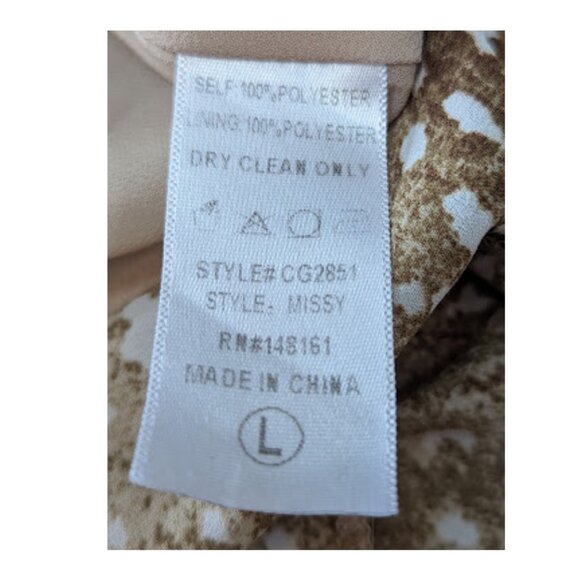 SELF:100%POLYESTER
LINING:100%POLYESTER
DRY CLEAN ONLY
STYLE#CG2851
STYLE: MISSY
RN#148161
MADE IN CHINA
L